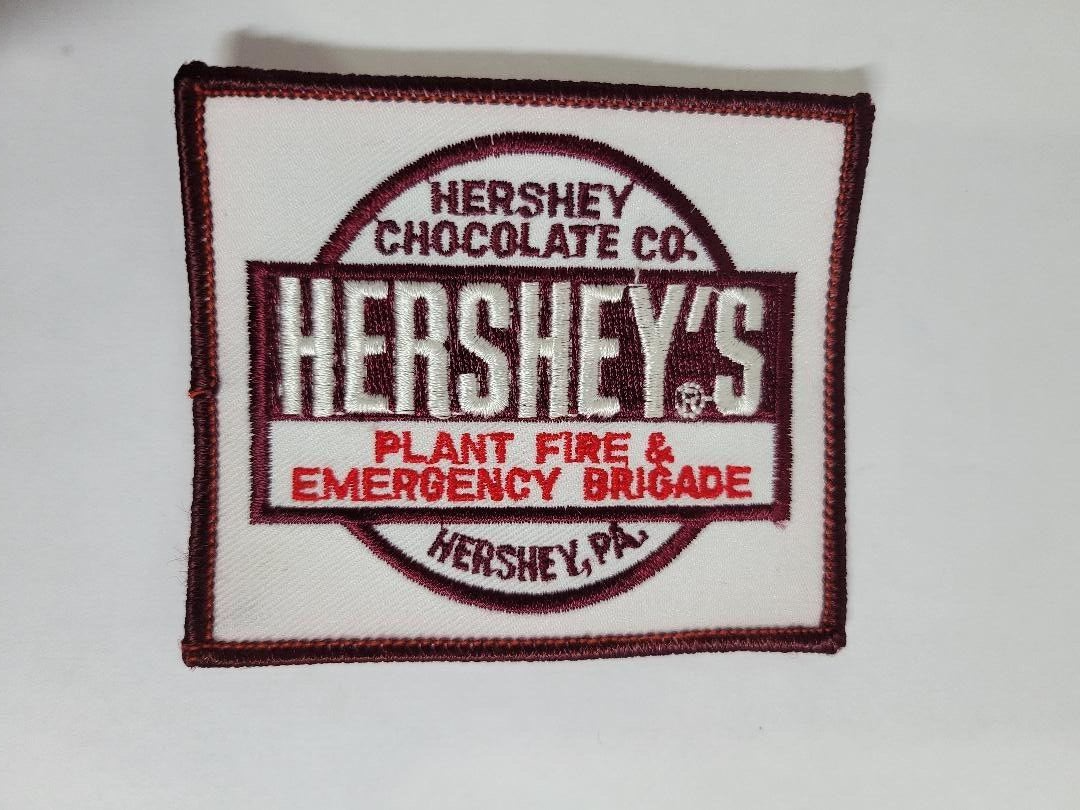 HERSHEY
CHOCOLATE CO.
HERSHEY'S®
PLANT FIRE &
EMERGENCY BRIGADE
HERSHEY, PA.